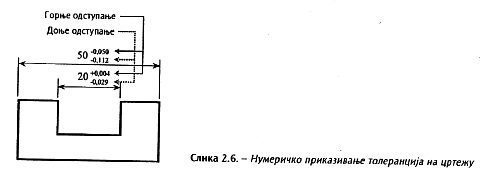 Горње одступање
Доње одступање
50 -0,050
-0,112
20 +0,004
-0,029
Слика 2.6. – Нумеричко приказивање толеранција на цртежу